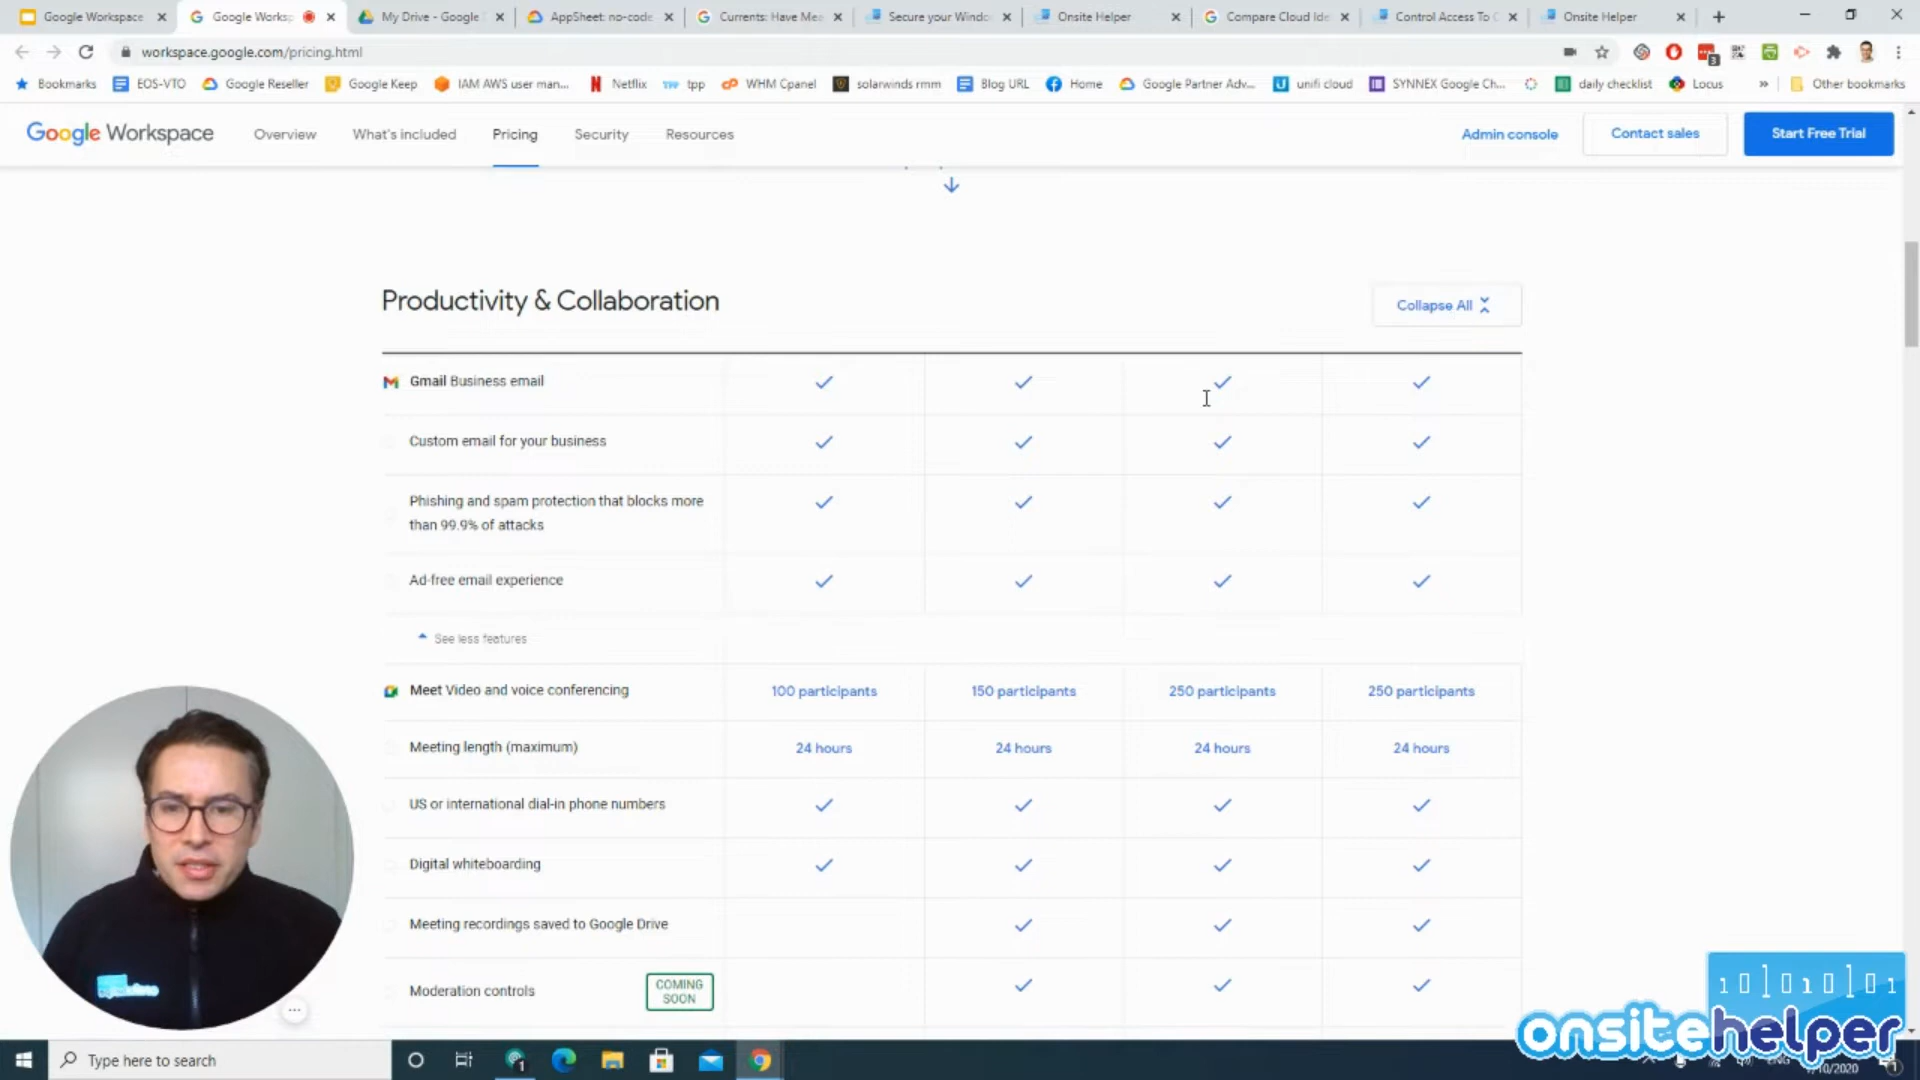 Google Workspace
Google Works
My Drive - Google
AppSheet: no-code
Currents: Have Me
Secure your Windo
Onsite Helper
Compare Cloud Ide
Control Access To
Onsite Helper
workspace.google.com/pricing.html
3
Bookmarks
EOS-VTO
Google Reseller
Google Keep
IAM AWS user man...
Netflix
tpp
WHM Cpanel
solarwinds rmm
Blog URL
Home
Google Partner Adv...
unifi cloud
SYNNEX Google Ch...
daily checklist
Locus
»
Other bookmarks
Google Workspace
Overview
What's included
Pricing
Security
Resources
Admin console
Contact sales
Start Free Trial
Productivity & Collaboration
Collapse All
Gmail Business email
Custom email for your business
Phishing and spam protection that blocks more
than 99.9% of attacks
Ad-free email experience
See less features
Meet Video and voice conferencing
100 participants
150 participants
250 participants
250 participants
Meeting length (maximum)
24 hours
24 hours
24 hours
24 hours
US or international dial-in phone numbers
Digital whiteboarding
Meeting recordings saved to Google Drive
Moderation controls
COMING
SOON
onsitehelper
Type here to search